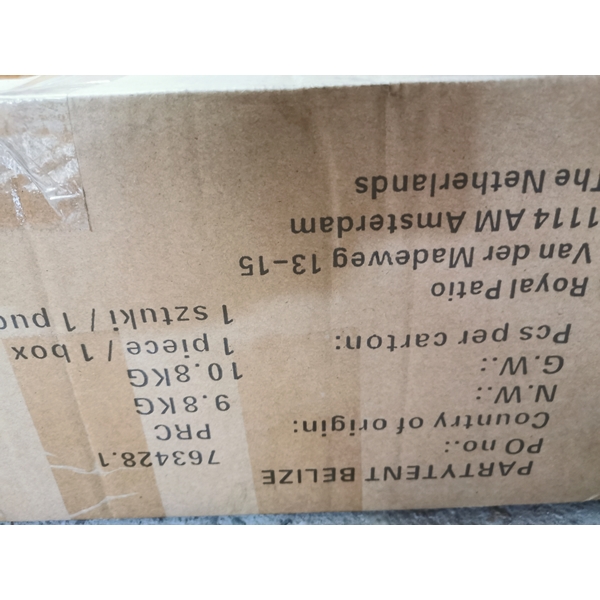 PARTYTENT BELIZE
PO no.: 763428.1
Country of origin: PRC
N.W.: 9.8KG
G.W.: 10.8KG
Pcs per carton: 1 piece / 1 box
1 sztuki / 1
Royal Patio
Van der Madeweg 13-15
1114 AM Amsterdam
The Netherlands